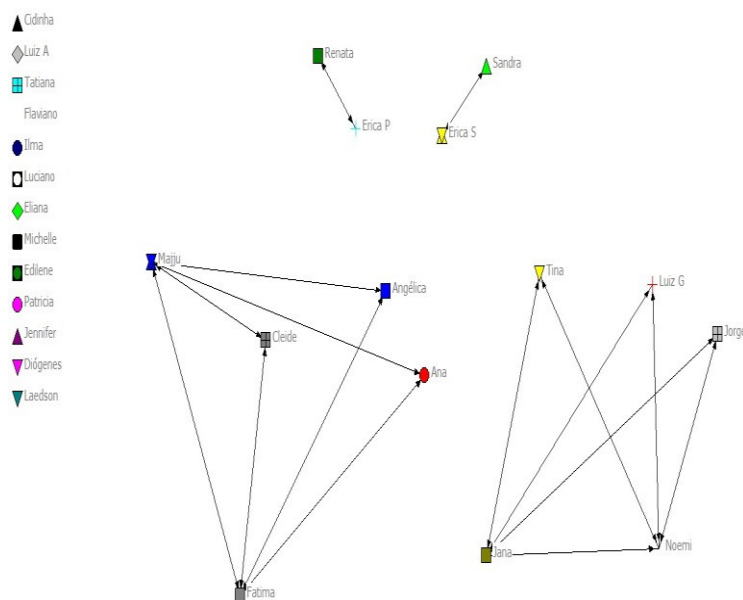 Cidinha
Luiz A
Tatiana
Flaviano
Ilma
Luciano
Eliana
Michelle
Edilene
Patricia
Jennifer
Diógenes
Laedson
Renata
Erica P
Sandra
Erica S
Majju
Angélica
Cleide
Ana
Fatima
Tina
Luiz G
Jorge
Jana
Noemi